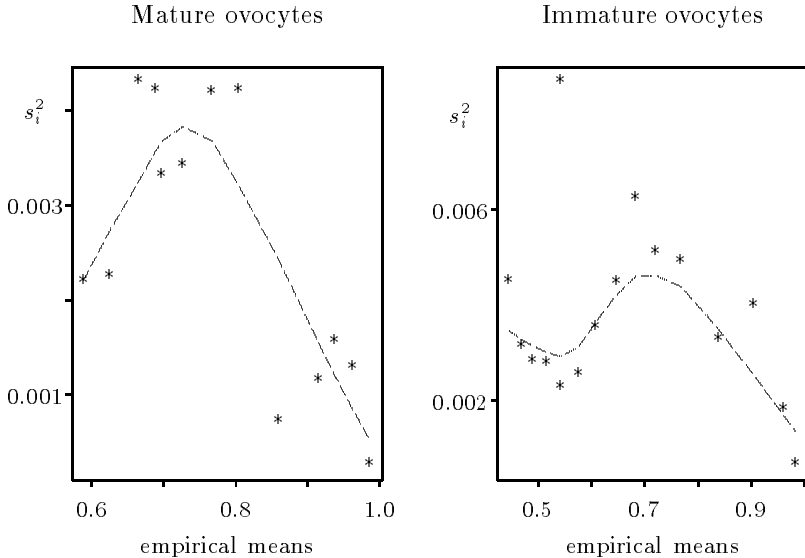 Mature ovocytes
Immature ovocytes
s_i^2
0.003
0.001
0.6 0.8 1.0
empirical means
s_i^2
0.006
0.002
0.5 0.7 0.9
empirical means